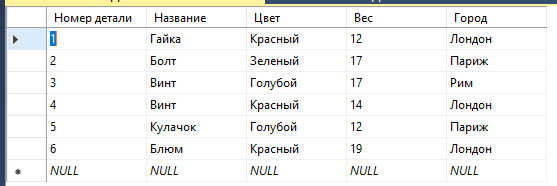 Номер детали Название Цвет Вес Город
1 Гайка Красный 12 Лондон
2 Болт Зеленый 17 Париж
3 Винт Голубой 17 Рим
4 Винт Красный 14 Лондон
5 Кулачок Голубой 12 Париж
6 Блюм Красный 19 Лондон
NULL NULL NULL NULL NULL